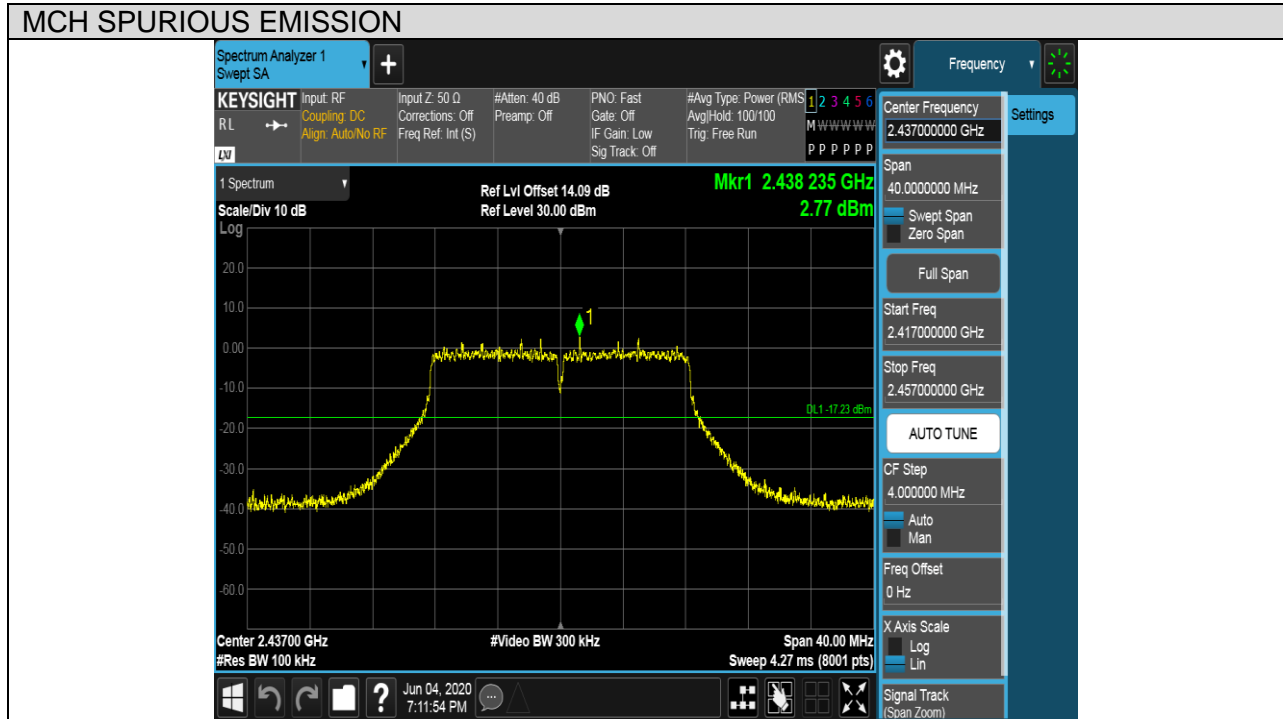 MCH SPURIOUS EMISSION
Spectrum Analyzer 1
Swept SA
+
Frequency
KEYSIGHT
RL
LXI
Input: RF
Coupling: DC
Align: Auto/No RF
Input Z: 50 Ω
Corrections: Off
Freq Ref: Int (S)
#Atten: 40 dB
Preamp: Off
PNO: Fast
Gate: Off
IF Gain: Low
Sig Track: Off
#Avg Type: Power (RMS
Avg|Hold: 100/100
Trig: Free Run
1 2 3 4 5 6
M W W W W W
P P P P P P
1 Spectrum
Scale/Div 10 dB
Log
Ref Lvl Offset 14.09 dB
Ref Level 30.00 dBm
Mkr1 2.438 235 GHz
2.77 dBm
20.0
10.0
0.00
-10.0
-20.0
-30.0
-40.0
-50.0
-60.0
1
DL1 -17.23 dBm
Center 2.43700 GHz
#Res BW 100 kHz
#Video BW 300 kHz
Span 40.00 MHz
Sweep 4.27 ms (8001 pts)
?
Jun 04, 2020
7:11:54 PM
Center Frequency
2.437000000 GHz
Settings
Span
40.0000000 MHz
Swept Span
Zero Span
Full Span
Start Freq
2.417000000 GHz
Stop Freq
2.457000000 GHz
AUTO TUNE
CF Step
4.000000 MHz
Auto
Man
Freq Offset
0 Hz
X Axis Scale
Log
Lin
Signal Track
(Span Zoom)